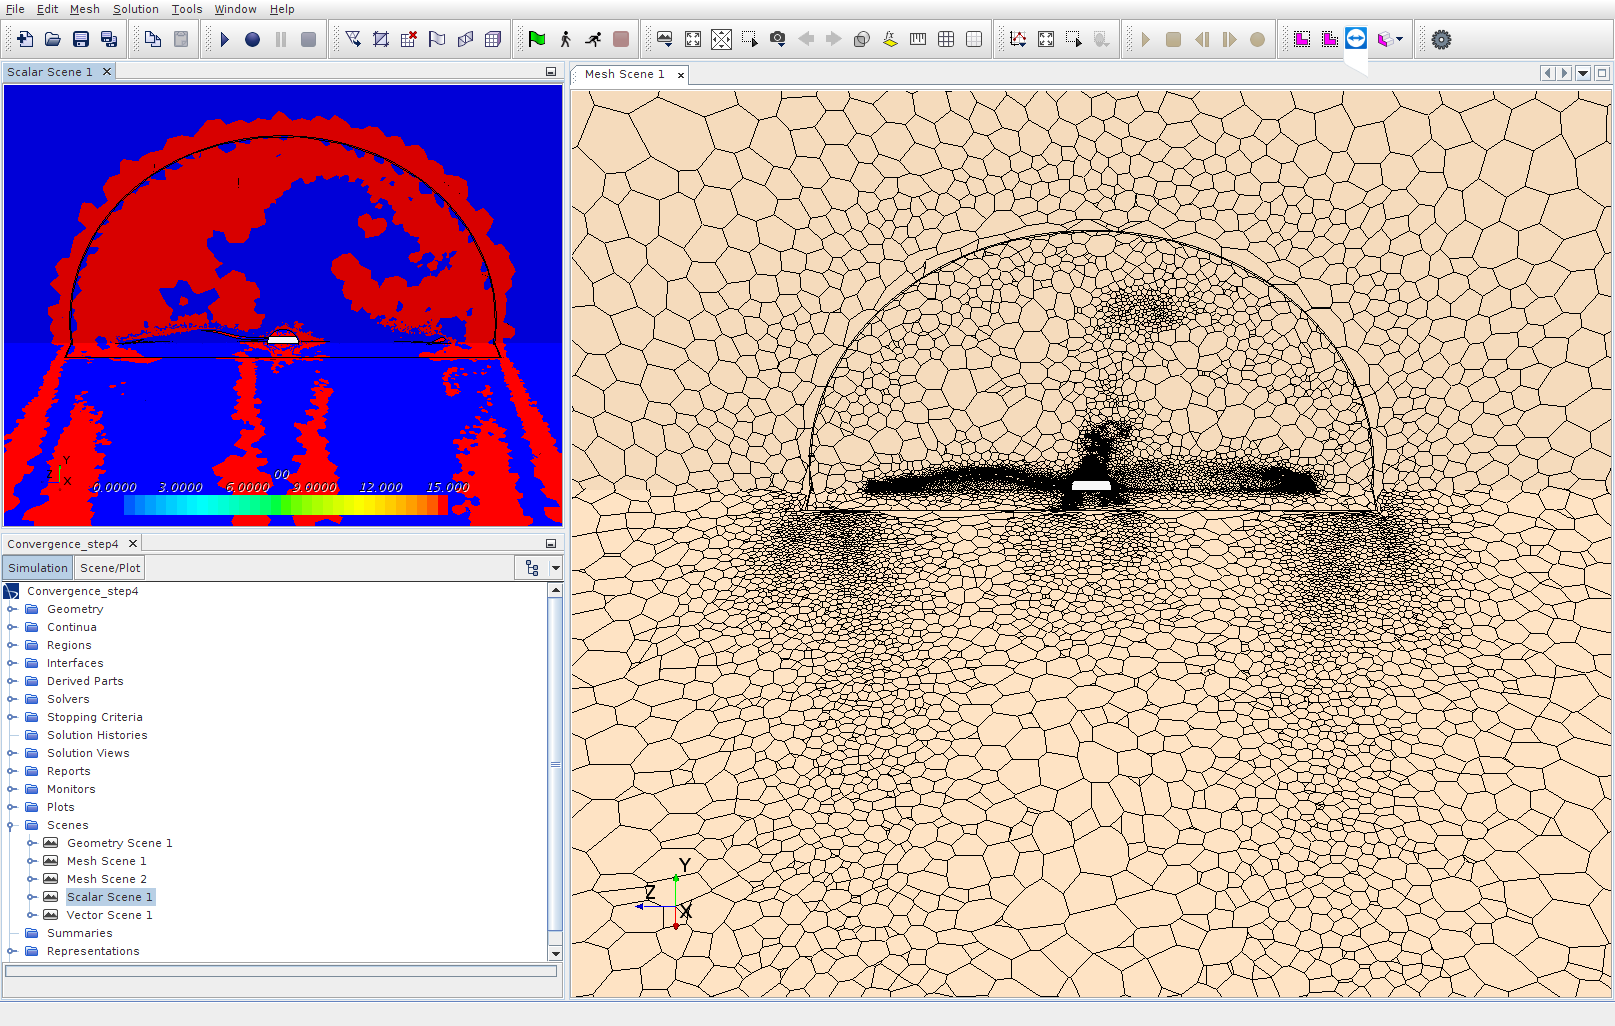 File Edit Mesh Solution Tools Window Help
Scalar Scene 1
Mesh Scene 1
Y
X
00
0.0000 3.0000 6.0000 9.0000 12.000 15.000
Convergence_step4
Simulation Scene/Plot
Convergence_step4
Geometry
Continua
Regions
Interfaces
Derived Parts
Solvers
Stopping Criteria
Solution Histories
Solution Views
Reports
Monitors
Plots
Scenes
Geometry Scene 1
Mesh Scene 1
Mesh Scene 2
Scalar Scene 1
Vector Scene 1
Summaries
Representations
Y
Z
X